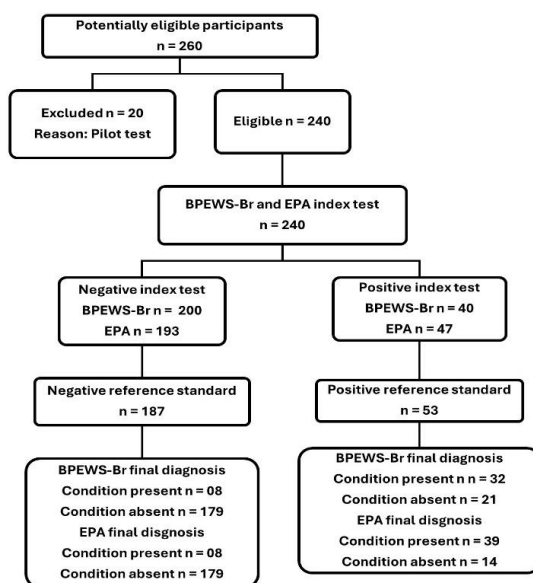 Potentially eligible participants
n = 260
Excluded n = 20
Reason: Pilot test
Eligible n = 240
BPEWS-Br and EPA index test
n = 240
Negative index test
BPEWS-Br n = 200
EPA n = 193
Positive index test
BPEWS-Br n = 40
EPA n = 47
Negative reference standard
n = 187
Positive reference standard
n = 53
BPEWS-Br final diagnosis
Condition present n = 08
Condition absent n = 179
EPA final disgnosis
Condition present n = 08
Condition absent n = 179
BPEWS-Br final diagnosis
Condition present n n = 32
Condition absent n = 21
EPA final disgnosis
Condition present n = 39
Condition absent n = 14